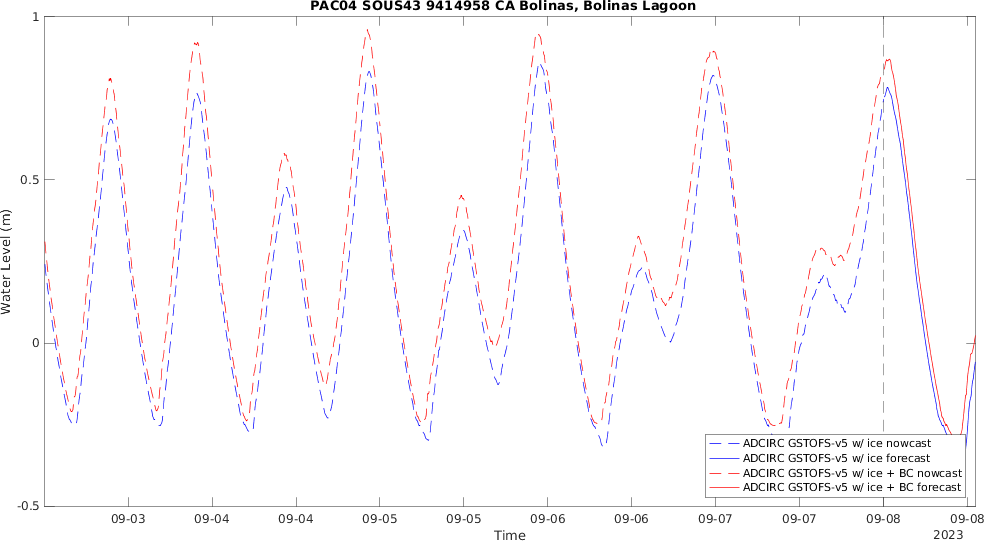 PAC04 SOUS43 9414958 CA Bolinas, Bolinas Lagoon
1
0.5
0
-0.5
Water Level (m)
ADCIRC GSTOFS-v5 w/ ice nowcast
ADCIRC GSTOFS-v5 w/ ice forecast
ADCIRC GSTOFS-v5 w/ ice + BC nowcast
ADCIRC GSTOFS-v5 w/ ice + BC forecast
09-03 09-04 09-04 09-05 09-05 09-06 09-06 09-07 09-07 09-08 09-08
2023
Time